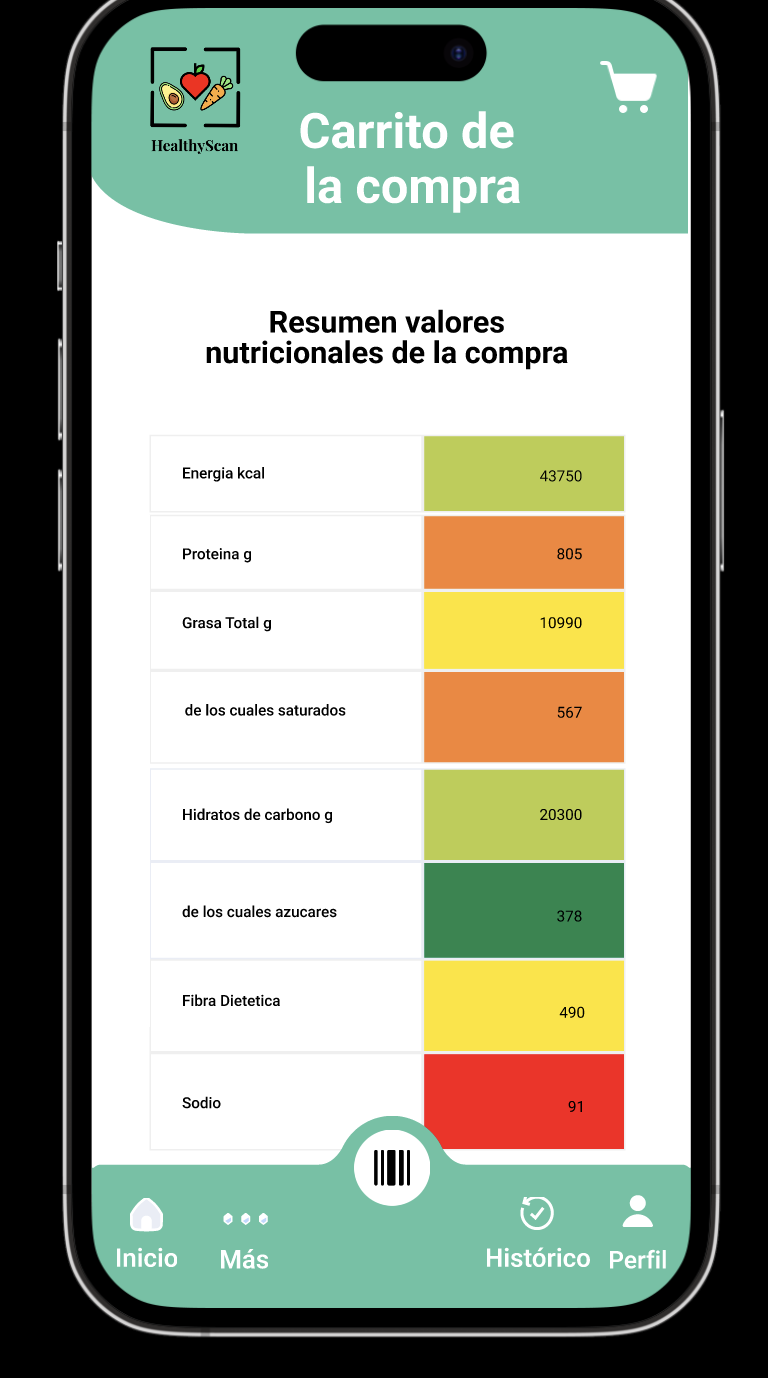 HealthyScan
Carrito de
la compra
Resumen valores
nutricionales de la compra
Energia kcal 43750
Proteina g 805
Grasa Total g 10990
de los cuales saturados 567
Hidratos de carbono g 20300
de los cuales azucares 378
Fibra Dietetica 490
Sodio 91
Inicio Más Histórico Perfil